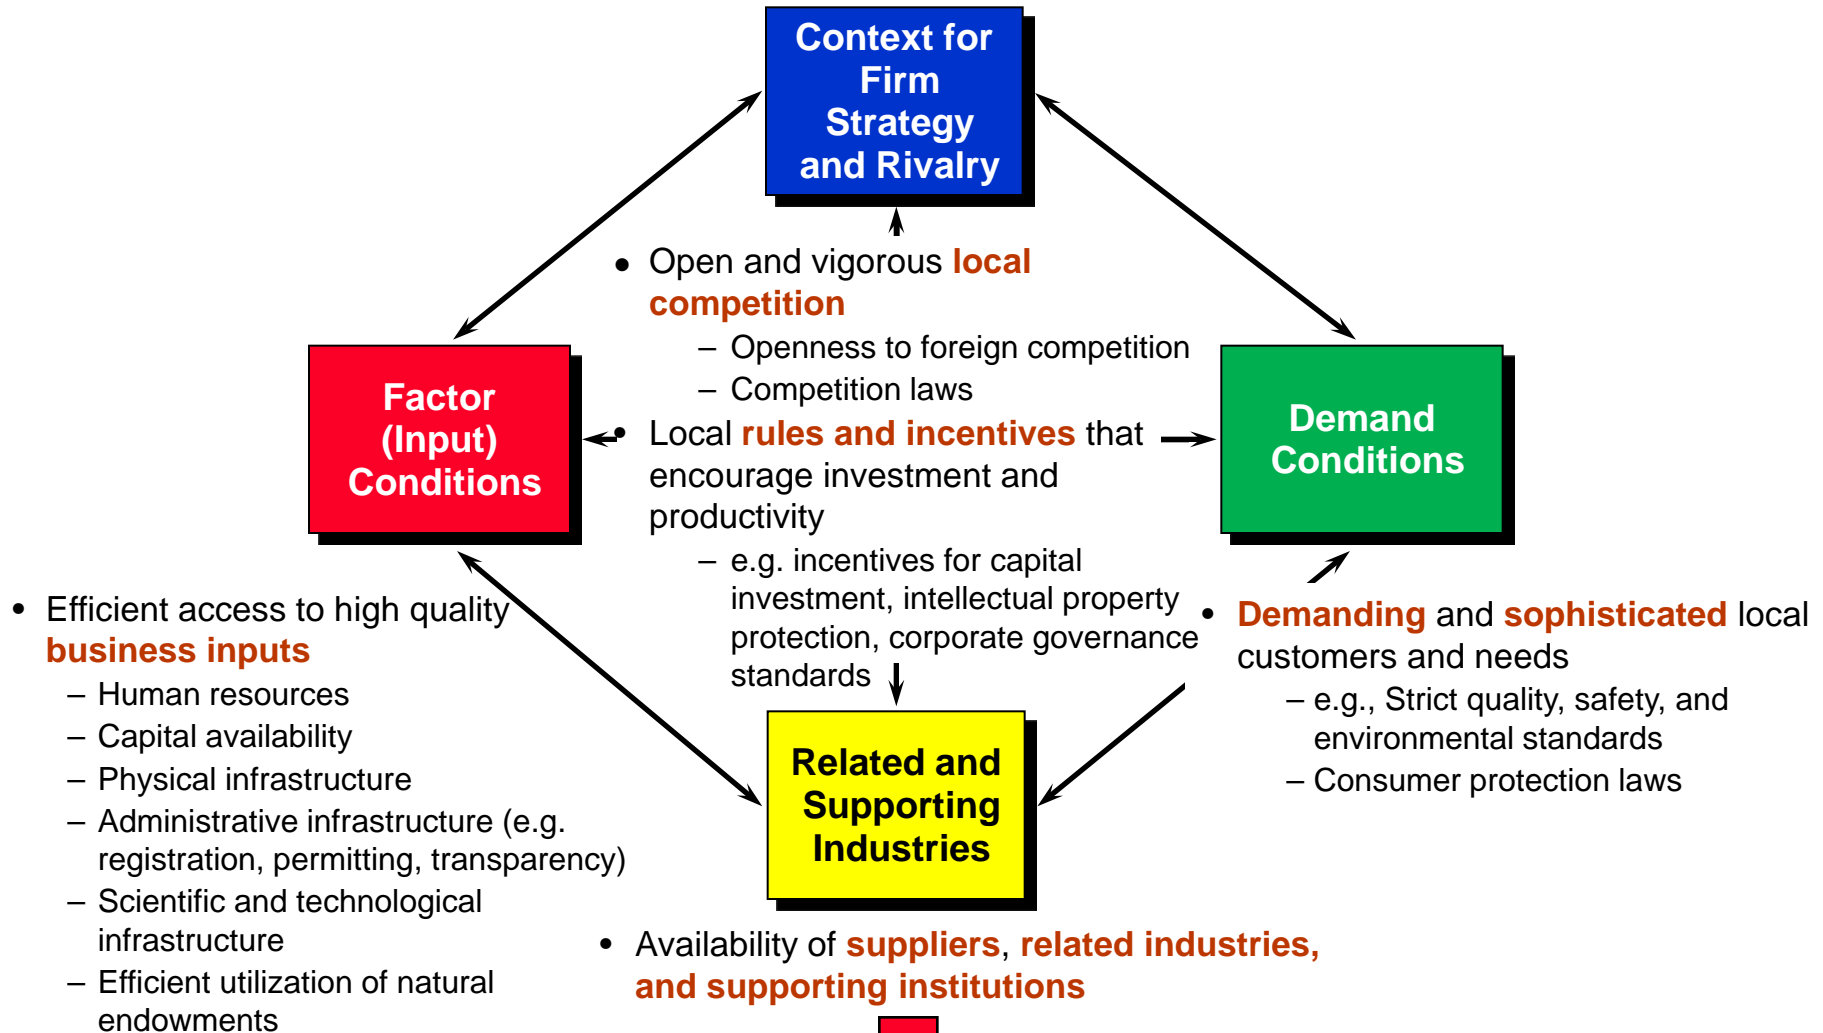 Context for
Firm
Strategy
and Rivalry
• Open and vigorous local
competition
– Openness to foreign competition
– Competition laws
• Local rules and incentives that
encourage investment and
productivity
– e.g. incentives for capital
investment, intellectual property
protection, corporate governance
standards
Factor
(Input)
Conditions
• Efficient access to high quality
business inputs
– Human resources
– Capital availability
– Physical infrastructure
– Administrative infrastructure (e.g.
registration, permitting, transparency)
– Scientific and technological
infrastructure
– Efficient utilization of natural
endowments
Demand
Conditions
• Demanding and sophisticated local
customers and needs
– e.g., Strict quality, safety, and
environmental standards
– Consumer protection laws
Related and
Supporting
Industries
• Availability of suppliers, related industries,
and supporting institutions